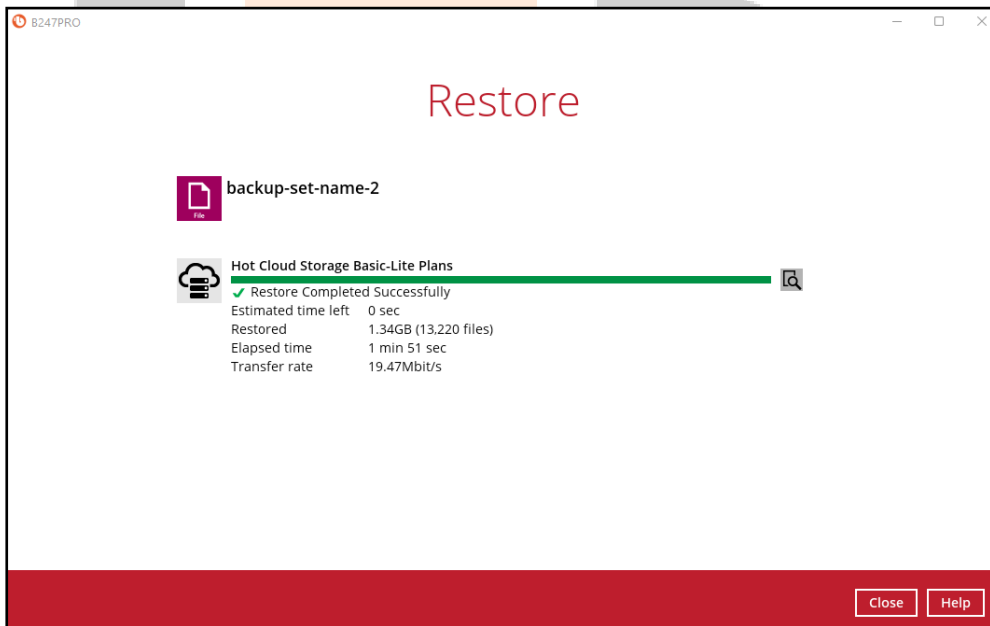 B247PRO
Restore
backup-set-name-2
File
Hot Cloud Storage Basic-Lite Plans
Restore Completed Successfully
Estimated time left 0 sec
Restored 1.34GB (13,220 files)
Elapsed time 1 min 51 sec
Transfer rate 19.47Mbit/s
Close Help